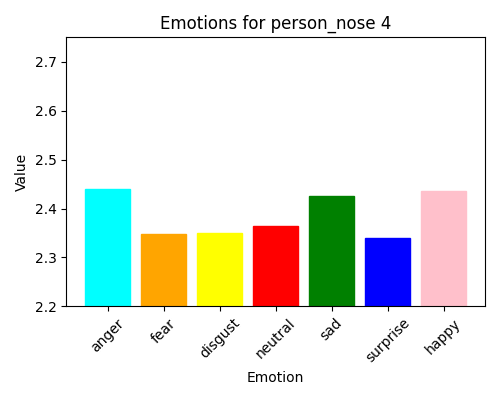 Emotions for person_nose 4
2.7
2.6
2.5
2.4
2.3
2.2
Value
anger fear disgust neutral sad surprise happy
Emotion